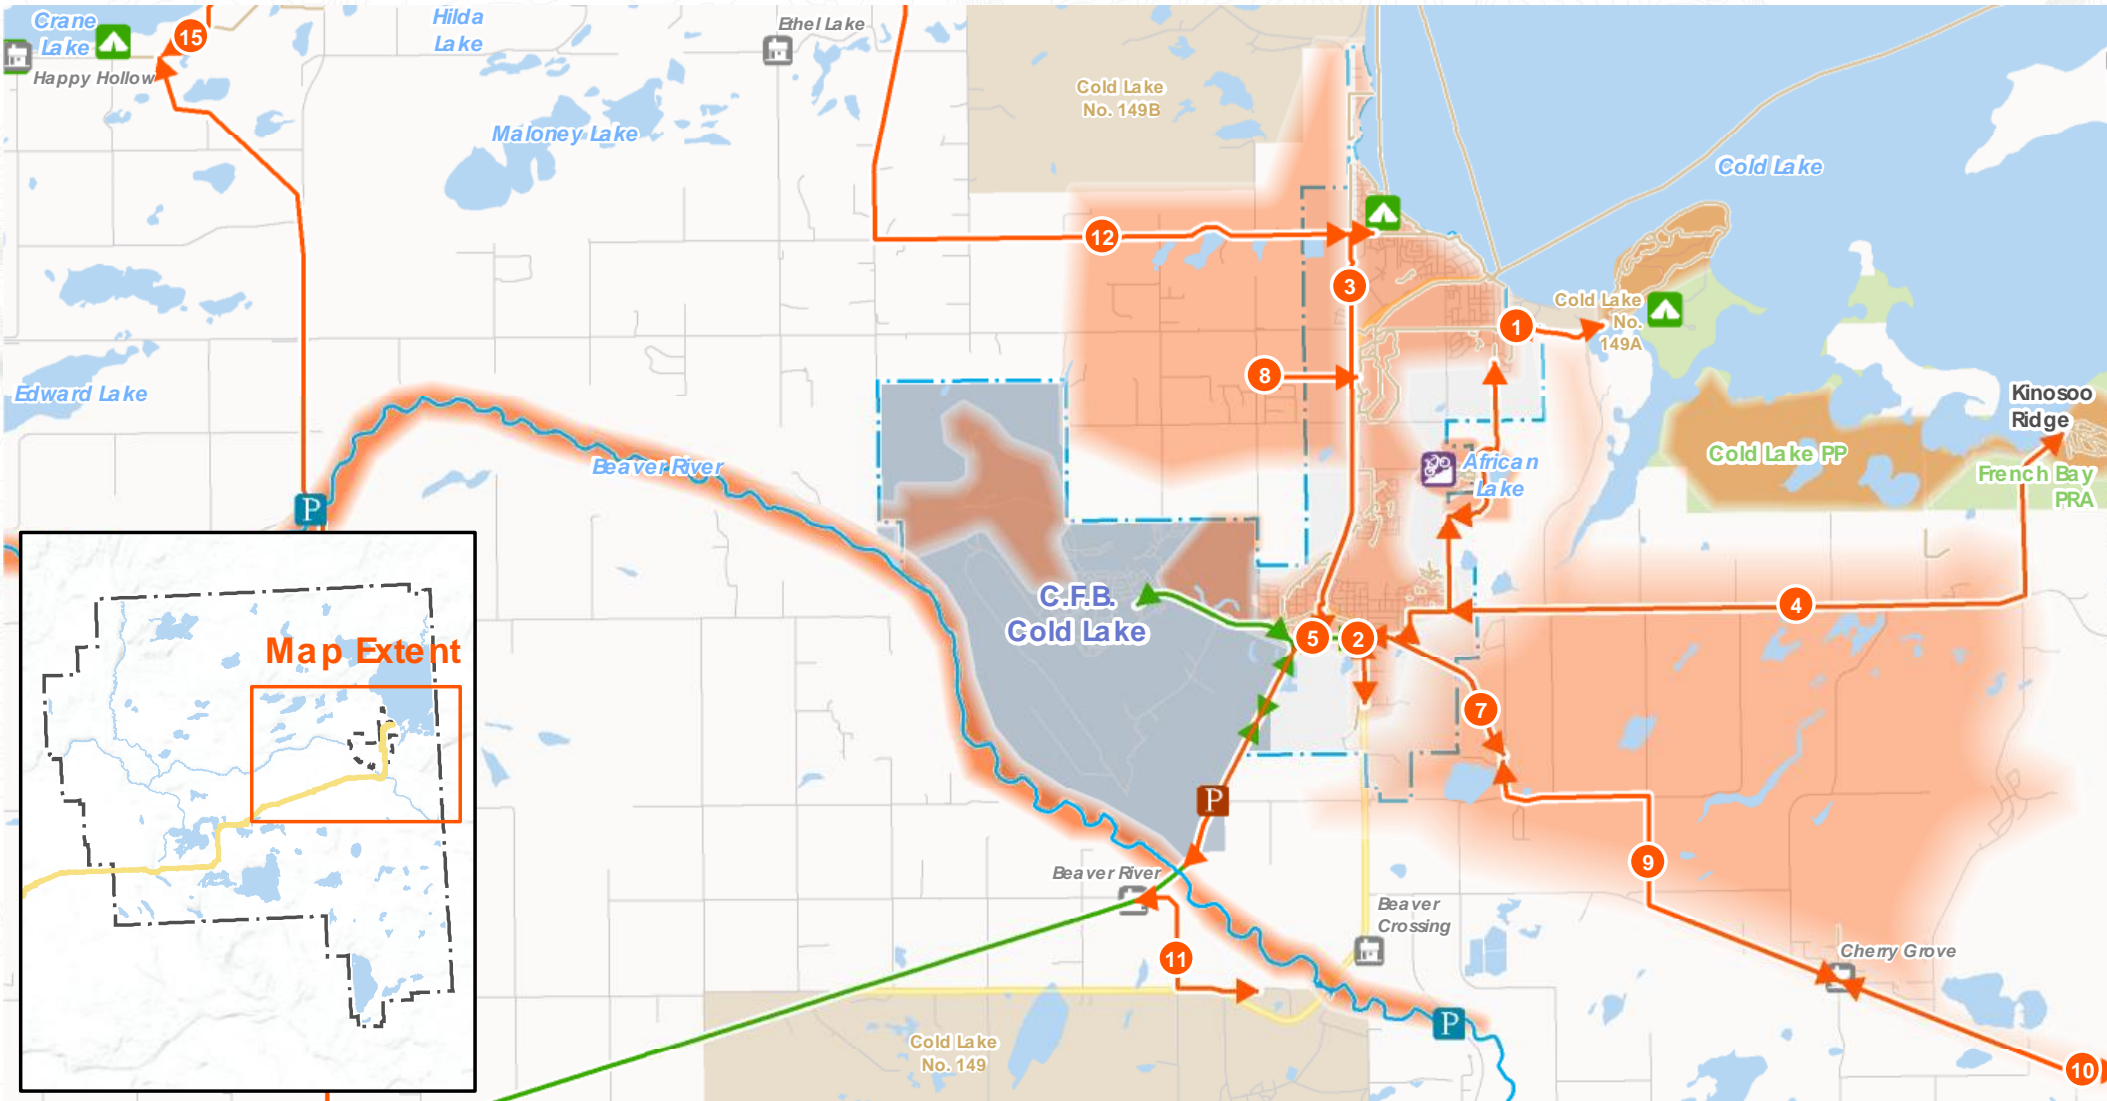 Crane
Lake
15
Happy Hollow
Hilda
Lake
Ethel Lake
Maloney Lake
Cold Lake
No. 149B
Cold Lake
12
3
Cold Lake
No.
149A
1
8
Edward Lake
Kinosoo
Ridge
Cold Lake PP
French Bay
PRA
African
Lake
Beaver River
P
C.F.B.
Cold Lake
4
5
2
Map Extent
7
P
9
Beaver River
Beaver
Crossing
11
Cherry Grove
P
Cold Lake
No. 149
10